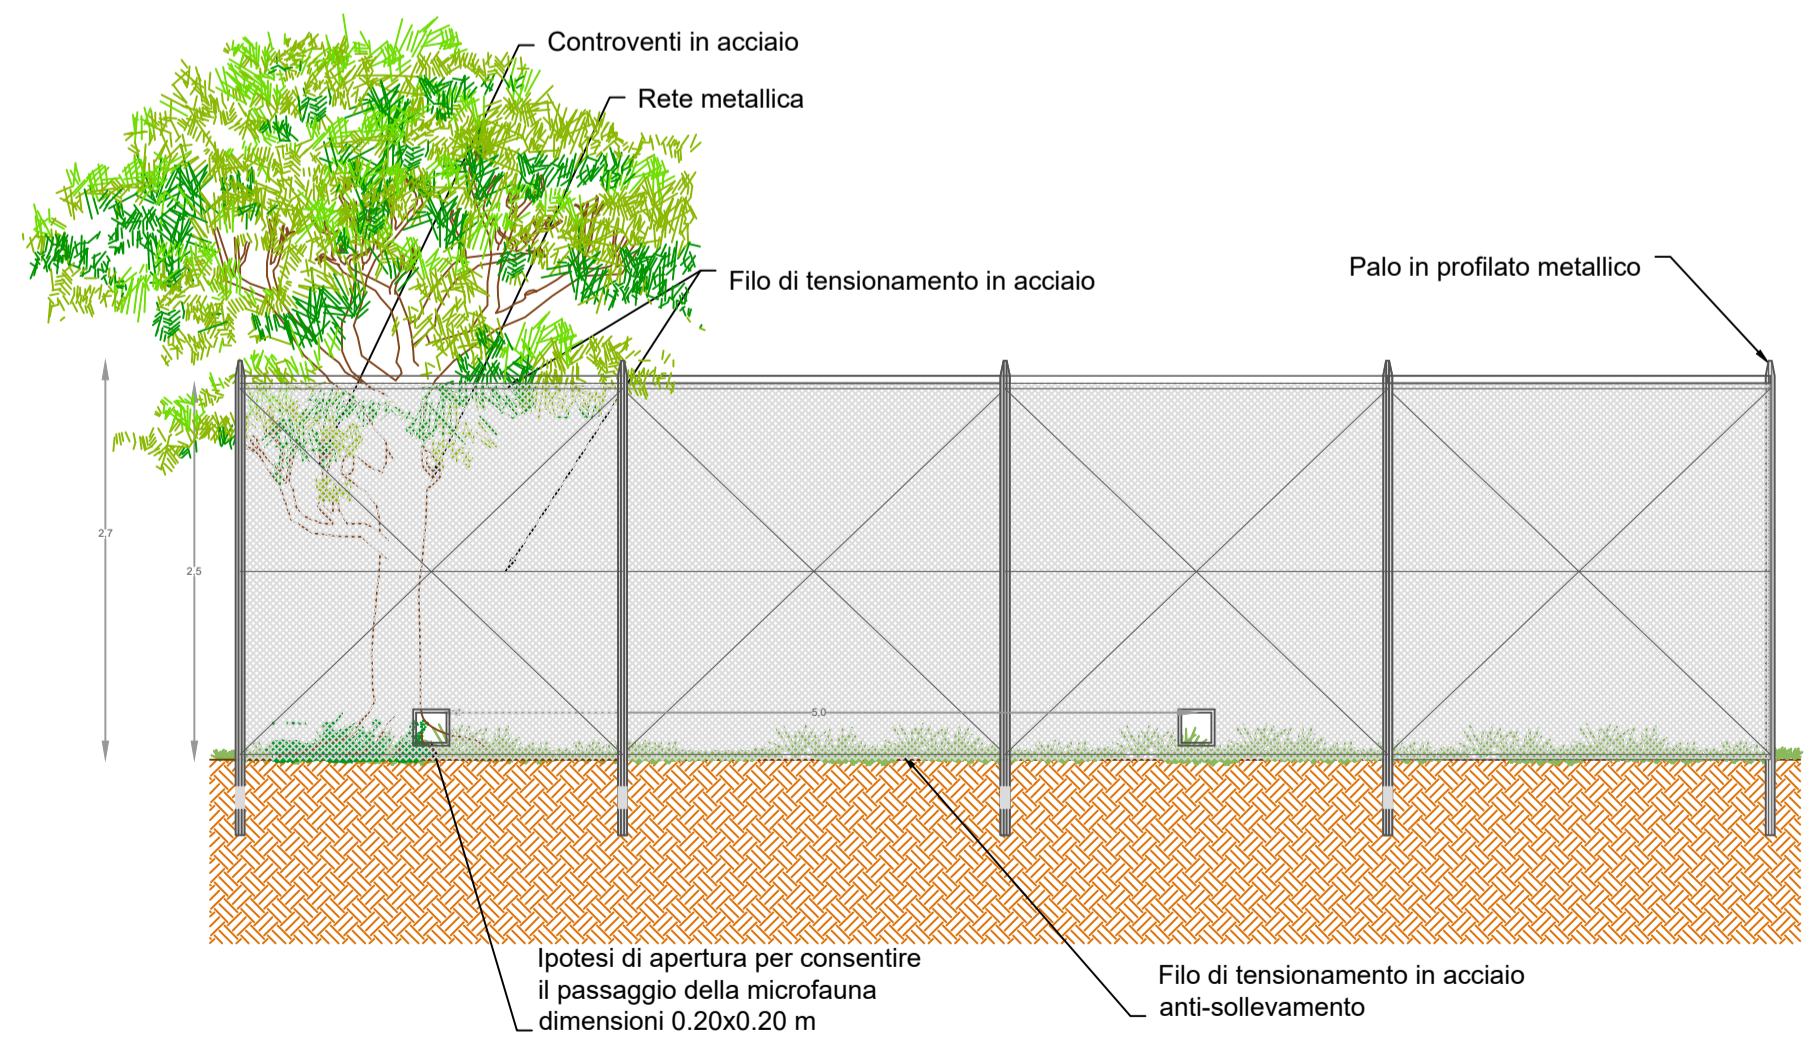 Controventi in acciaio
Rete metallica
Filo di tensionamento in acciaio
Palo in profilato metallico
2.7
2.5
5.0
Ipotesi di apertura per consentire
il passaggio della microfauna
dimensioni 0.20x0.20 m
Filo di tensionamento in acciaio
anti-sollevamento